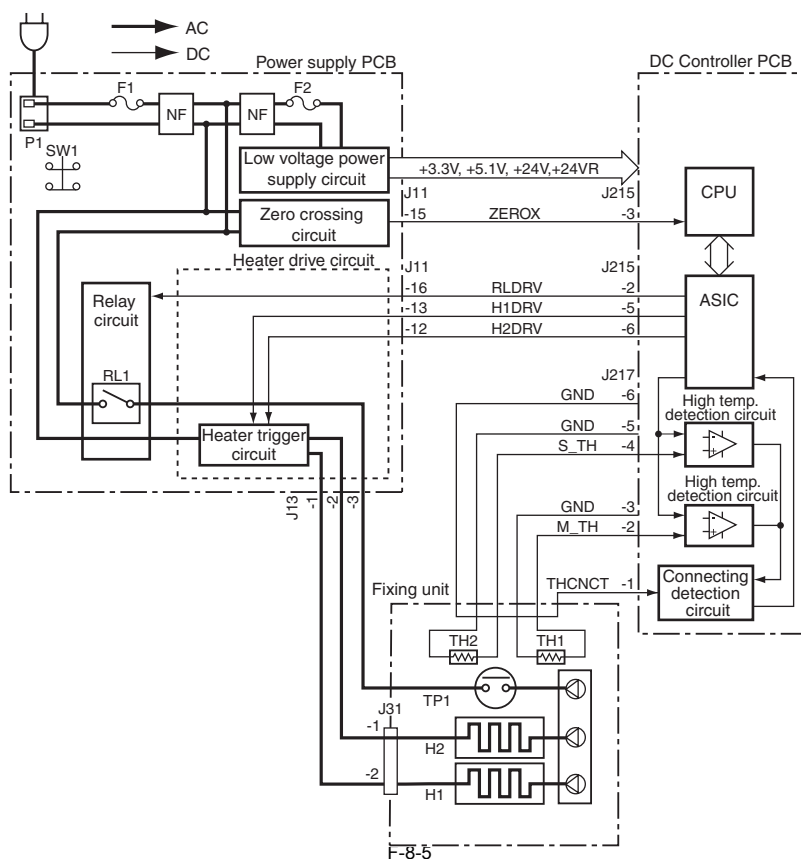 AC
DC
Power supply PCB
DC Controller PCB
F1
F2
NF
NF
P1
SW1
Low voltage power
supply circuit
+3.3V, +5.1V, +24V,+24VR
J11
J215
CPU
Zero crossing
circuit
-15
ZEROX
-3
Heater drive circuit
J11
J215
Relay
circuit
-16
RLDRV
-2
ASIC
-13
H1DRV
-5
-12
H2DRV
-6
RL1
J217
GND
-6
High temp.
detection circuit
Heater trigger
circuit
GND
-5
S_TH
-4
High temp.
detection circuit
J13
-1
-2
-3
GND
-3
M_TH
-2
Fixing unit
THCNCT
-1
Connecting
detection
circuit
TH2
TH1
TP1
J31
-1
H2
-2
H1
F-8-5